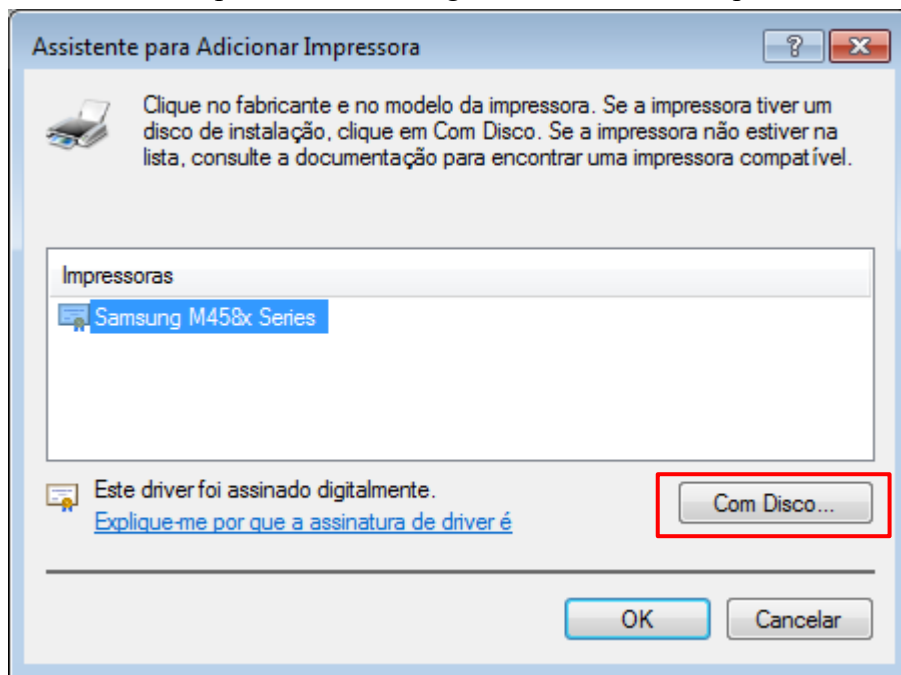 Assistente para Adicionar Impressora
Clique no fabricante e no modelo da impressora. Se a impressora tiver um
disco de instalação, clique em Com Disco. Se a impressora não estiver na
lista, consulte a documentação para encontrar uma impressora compatível.
Impressoras
Samsung M458x Series
Este driver foi assinado digitalmente.
Explique-me por que a assinatura de driver é
Com Disco...
OK
Cancelar